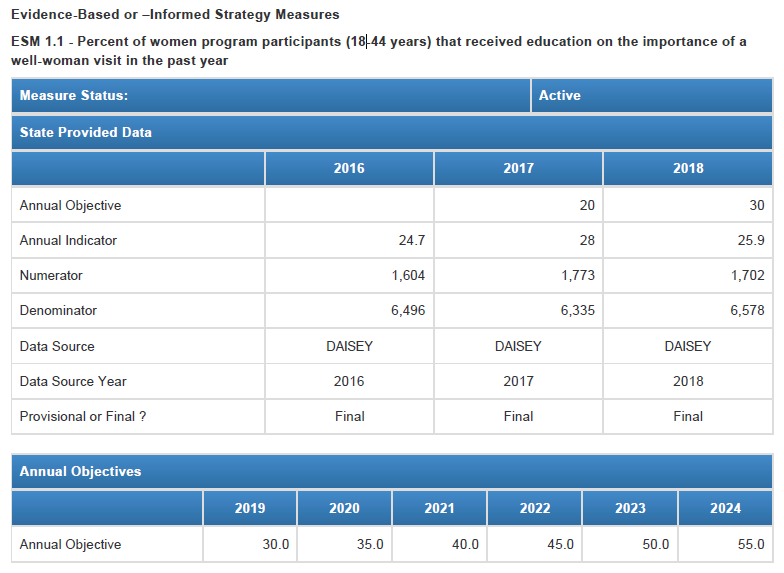 Evidence-Based or –Informed Strategy Measures
ESM 1.1 - Percent of women program participants (18-44 years) that received education on the importance of a
well-woman visit in the past year
Measure Status: Active
State Provided Data
2016 2017 2018
Annual Objective 20 30
Annual Indicator 24.7 28 25.9
Numerator 1,604 1,773 1,702
Denominator 6,496 6,335 6,578
Data Source DAISEY DAISEY DAISEY
Data Source Year 2016 2017 2018
Provisional or Final ? Final Final Final
Annual Objectives
2019 2020 2021 2022 2023 2024
Annual Objective 30.0 35.0 40.0 45.0 50.0 55.0